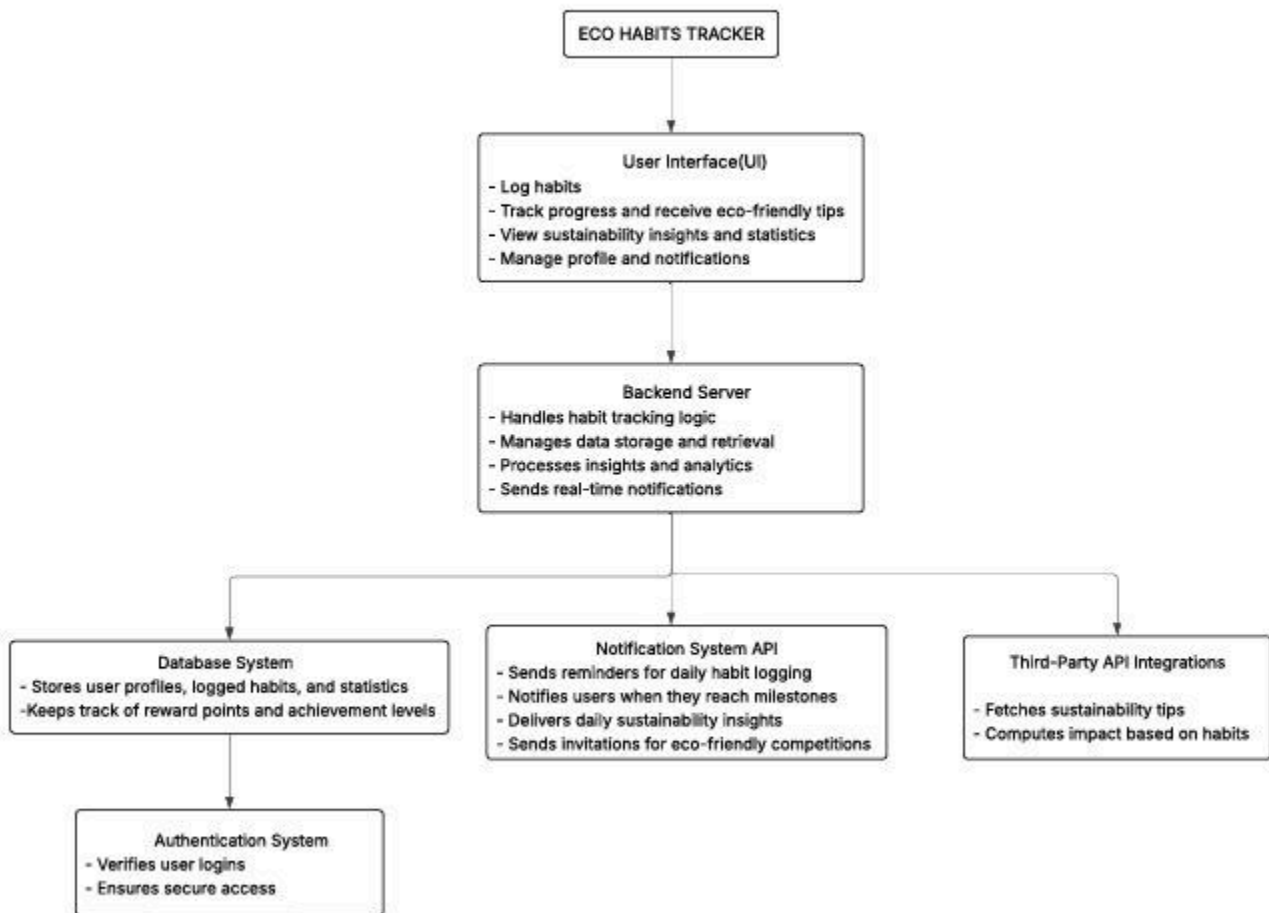 ECO HABITS TRACKER
User Interface(UI)
- Log habits
- Track progress and receive eco-friendly tips
- View sustainability insights and statistics
- Manage profile and notifications
Backend Server
- Handles habit tracking logic
- Manages data storage and retrieval
- Processes insights and analytics
- Sends real-time notifications
Database System
- Stores user profiles, logged habits, and statistics
-Keeps track of reward points and achievement levels
Notification System API
- Sends reminders for daily habit logging
- Notifies users when they reach milestones
- Delivers daily sustainability insights
- Sends invitations for eco-friendly competitions
Third-Party API Integrations
- Fetches sustainability tips
- Computes impact based on habits
Authentication System
- Verifies user logins
- Ensures secure access